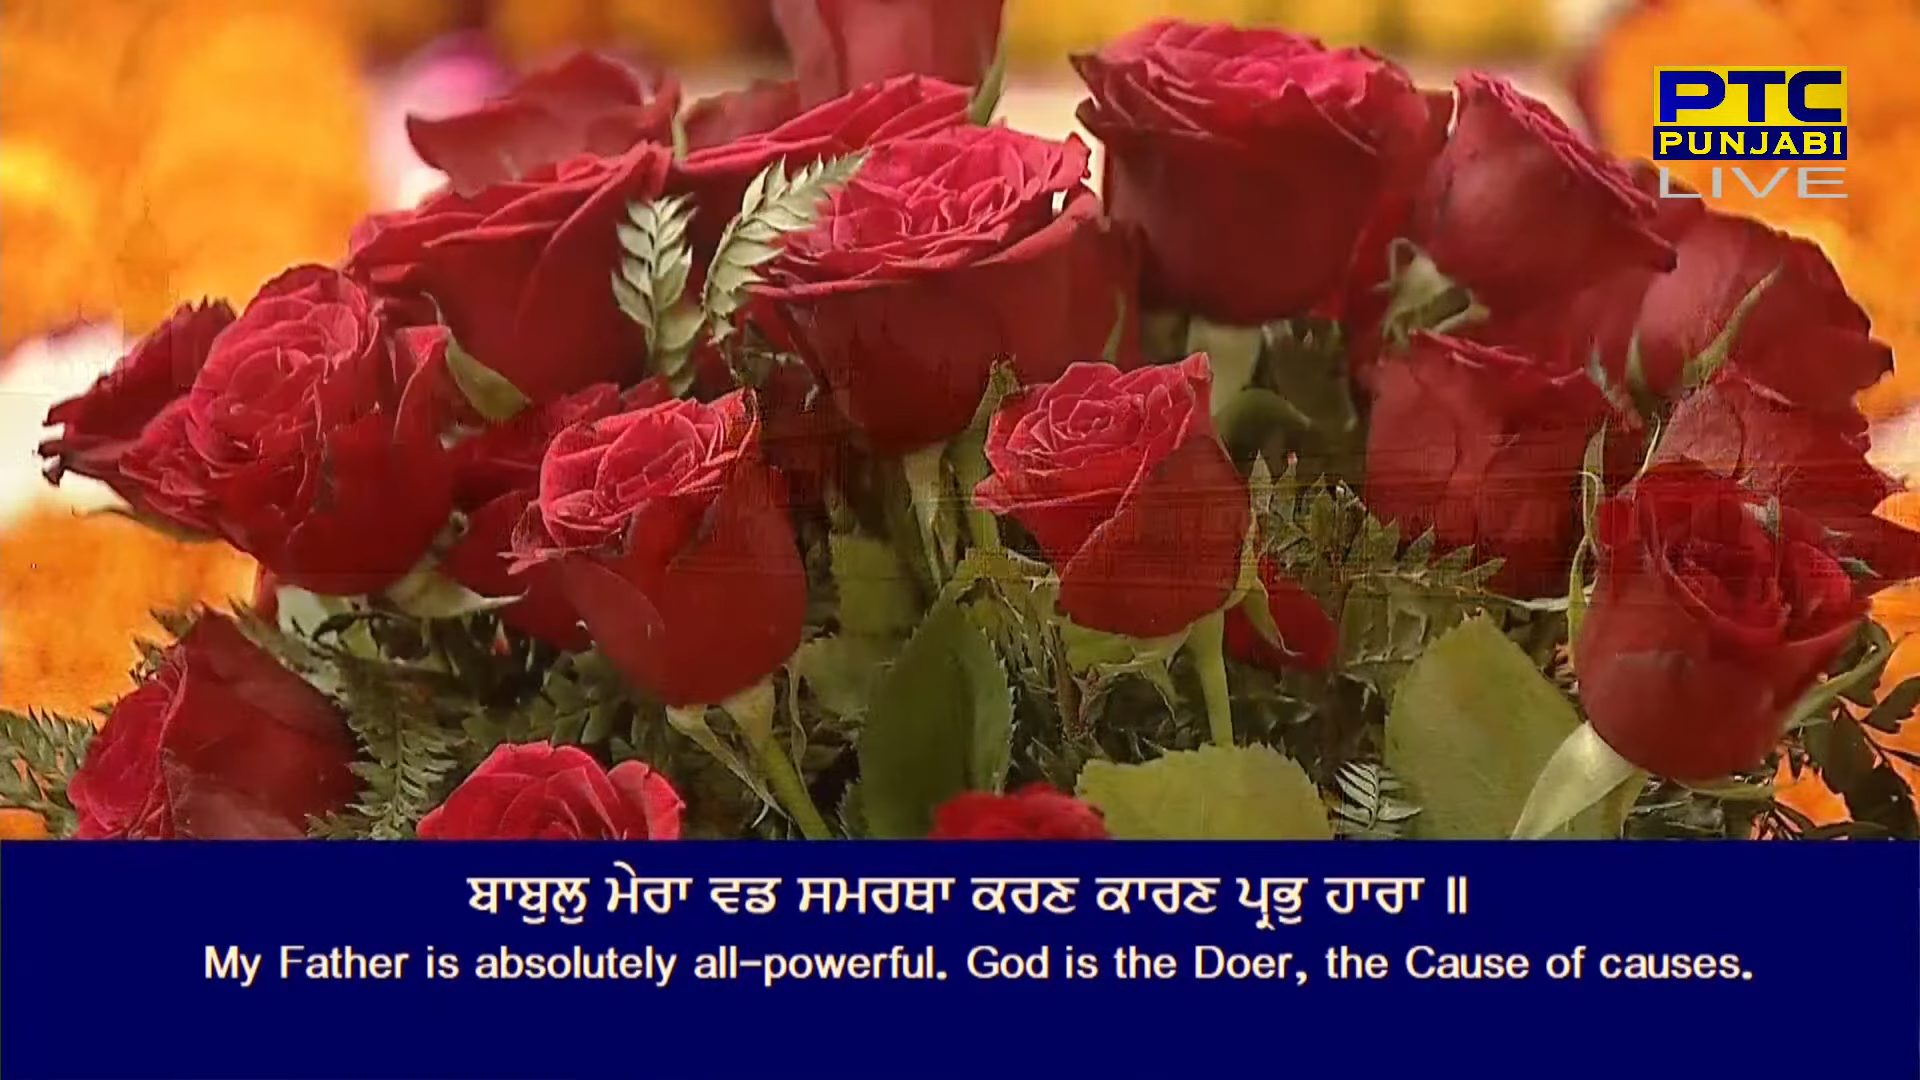 PTC
PUNJABI
LIVE
ਬਾਬੁਲੁ ਮੇਰਾ ਵਡ ਸਮਰਥਾ ਕਰਣ ਕਾਰਣ ਪ੍ਰਭੁ ਹਾਰਾ ॥
My Father is absolutely all-powerful. God is the Doer, the Cause of causes.